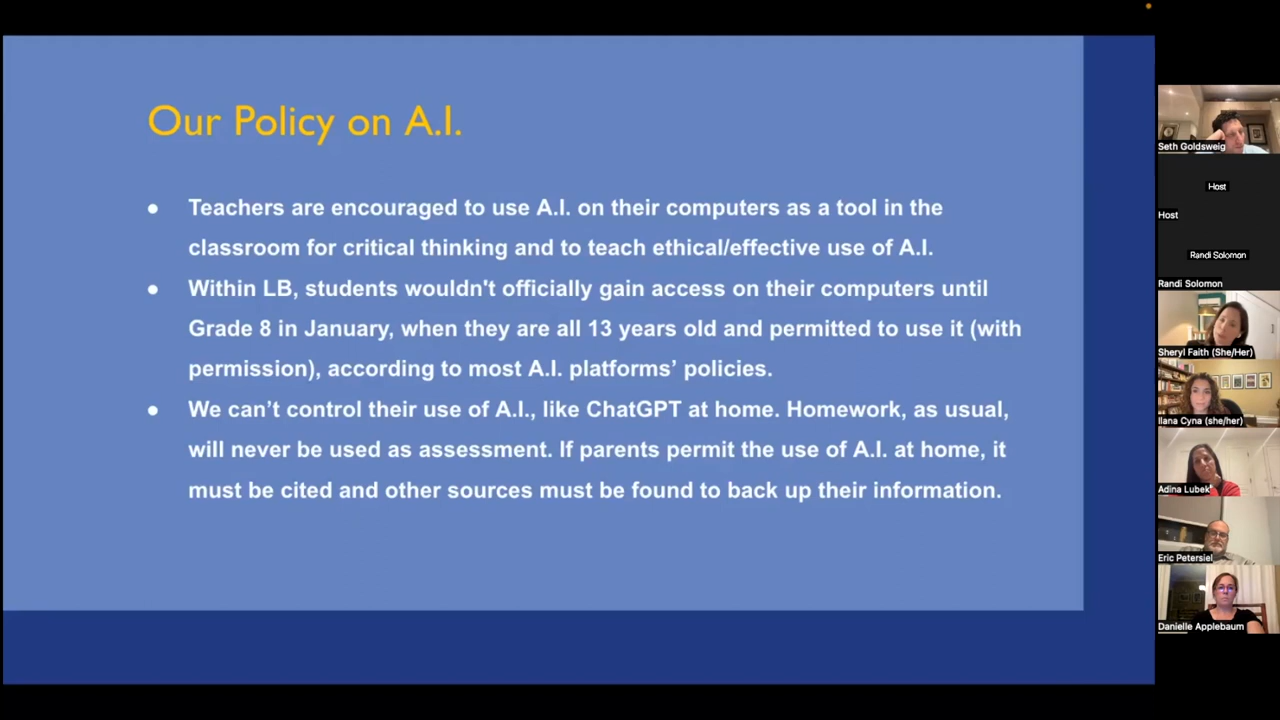 Our Policy on A.I.
● Teachers are encouraged to use A.I. on their computers as a tool in the
classroom for critical thinking and to teach ethical/effective use of A.I.
● Within LB, students wouldn't officially gain access on their computers until
Grade 8 in January, when they are all 13 years old and permitted to use it (with
permission), according to most A.I. platforms’ policies.
● We can’t control their use of A.I., like ChatGPT at home. Homework, as usual,
will never be used as assessment. If parents permit the use of A.I. at home, it
must be cited and other sources must be found to back up their information.
Seth Goldsweig
Host
Host
Randi Solomon
Randi Solomon
Sheryl Faith (She/Her)
Ilana Cyna (she/her)
Adina Lubek
Eric Petersiel
Danielle Applebaum